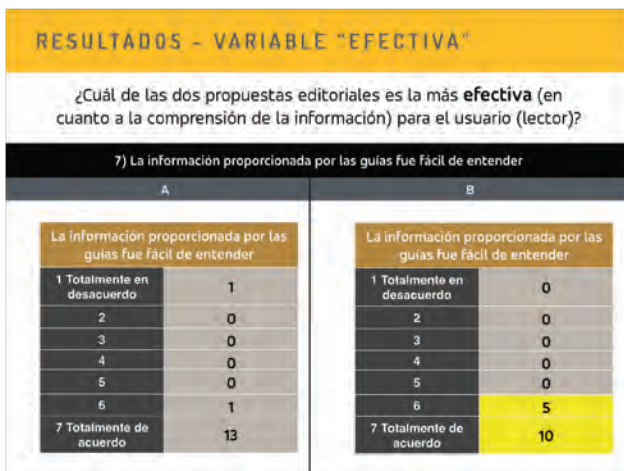 RESULTADOS - VARIABLE "EFECTIVA"
¿Cuál de las dos propuestas editoriales es la más efectiva (en
cuanto a la comprensión de la información) para el usuario (lector)?
7) La información proporcionada por las guías fue fácil de entender
A
B
La información proporcionada por las
guías fue fácil de entender
1 Totalmente en
desacuerdo
1
2
0
3
0
4
0
5
0
6
1
7 Totalmente de
acuerdo
13
La información proporcionada por las
guías fue fácil de entender
1 Totalmente en
desacuerdo
0
2
0
3
0
4
0
5
0
6
5
7 Totalmente de
acuerdo
10